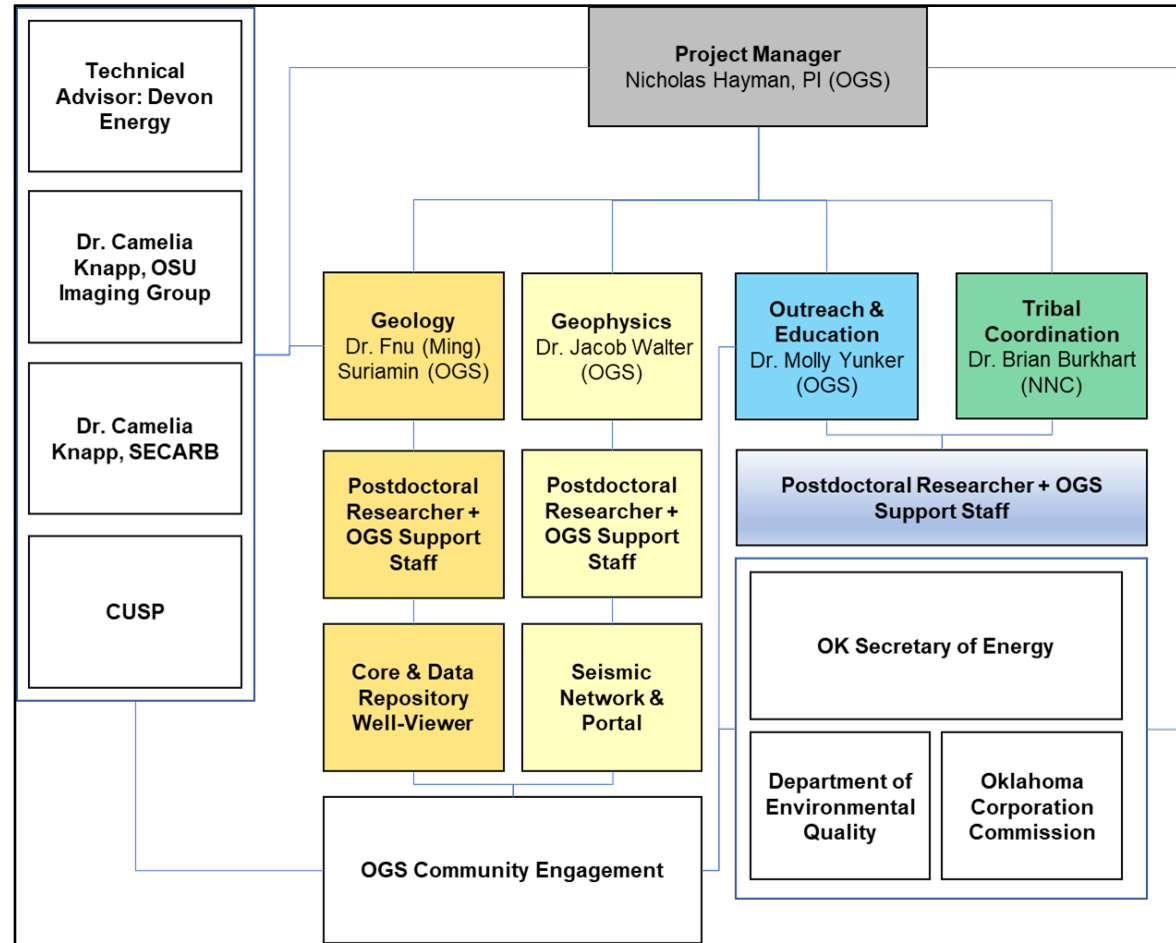 Technical
Advisor: Devon
Energy
Dr. Camelia
Knapp, OSU
Imaging Group
Dr. Camelia
Knapp, SECARB
CUSP
Project Manager
Nicholas Hayman, PI (OGS)
Geology
Dr. Fnu (Ming)
Suriamin (OGS)
Geophysics
Dr. Jacob Walter
(OGS)
Outreach &
Education
Dr. Molly Yunker
(OGS)
Tribal
Coordination
Dr. Brian Burkhart
(NNC)
Postdoctoral
Researcher +
OGS Support
Staff
Postdoctoral
Researcher +
OGS Support
Staff
Postdoctoral Researcher + OGS
Support Staff
Core & Data
Repository
Well-Viewer
Seismic
Network &
Portal
OK Secretary of Energy
Department of
Environmental
Quality
Oklahoma
Corporation
Commission
OGS Community Engagement